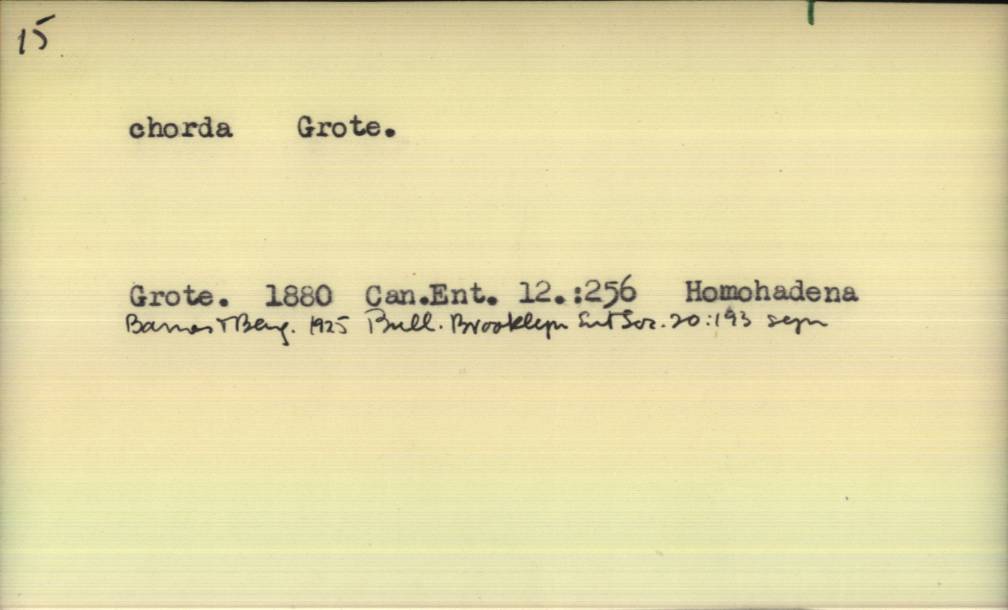 15
chorda Grote.
Grote. 1880 Can.Ent. 12.:256 Homohadena
Barnes & Benj. 1925 Bull. Brooklyn Ent Soc. 20:193 syn